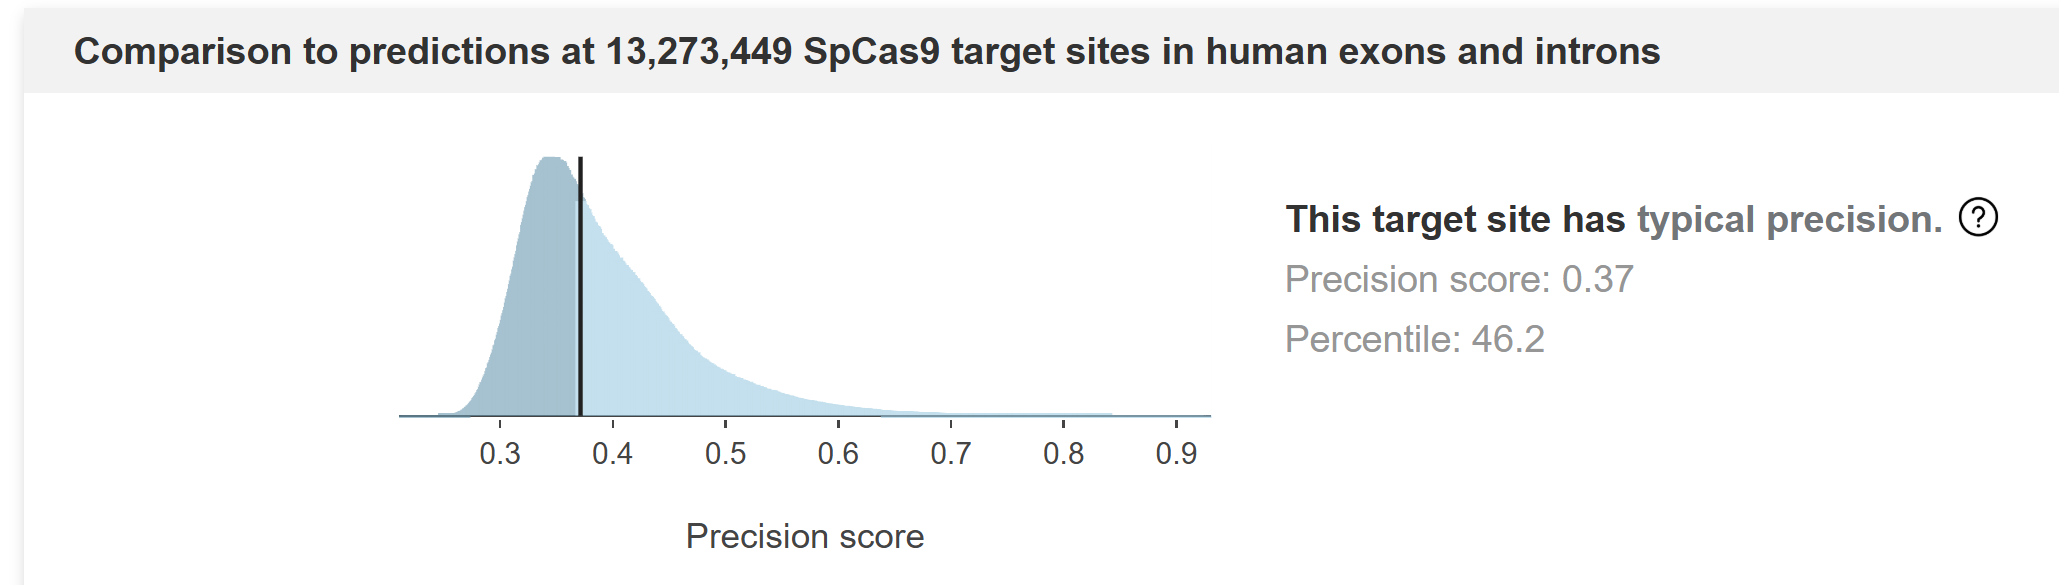 Comparison to predictions at 13,273,449 SpCas9 target sites in human exons and introns
This target site has typical precision. ?
Precision score: 0.37
Percentile: 46.2
0.3 0.4 0.5 0.6 0.7 0.8 0.9
Precision score